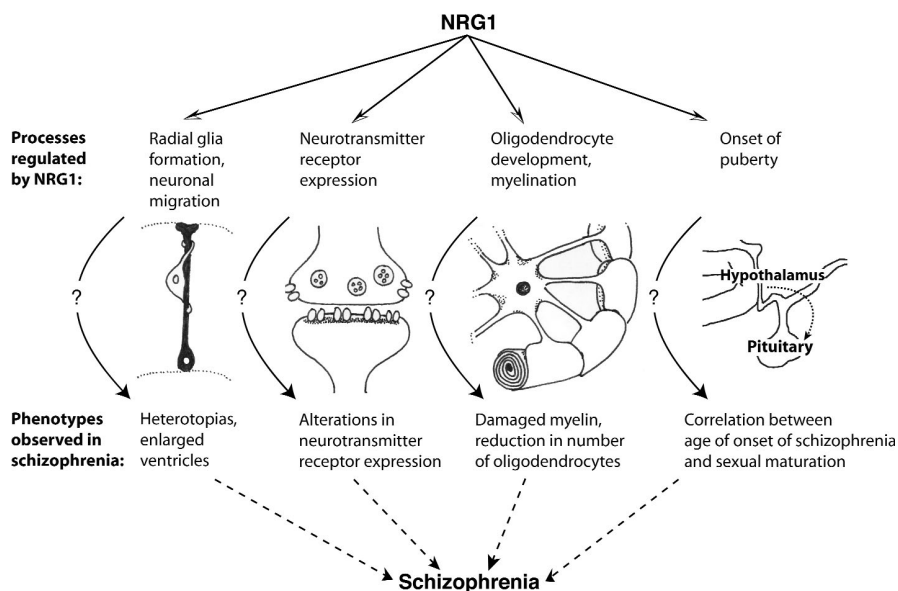 NRG1
Processes
regulated
by NRG1:
Radial glia
formation,
neuronal
migration
Neurotransmitter
receptor
expression
Oligodendrocyte
development,
myelination
Onset of
puberty
?
?
?
?
Hypothalamus
Pituitary
Phenotypes
observed in
schizophrenia:
Heterotopias,
enlarged
ventricles
Alterations in
neurotransmitter
receptor expression
Damaged myelin,
reduction in number
of oligodendrocytes
Correlation between
age of onset of schizophrenia
and sexual maturation
Schizophrenia